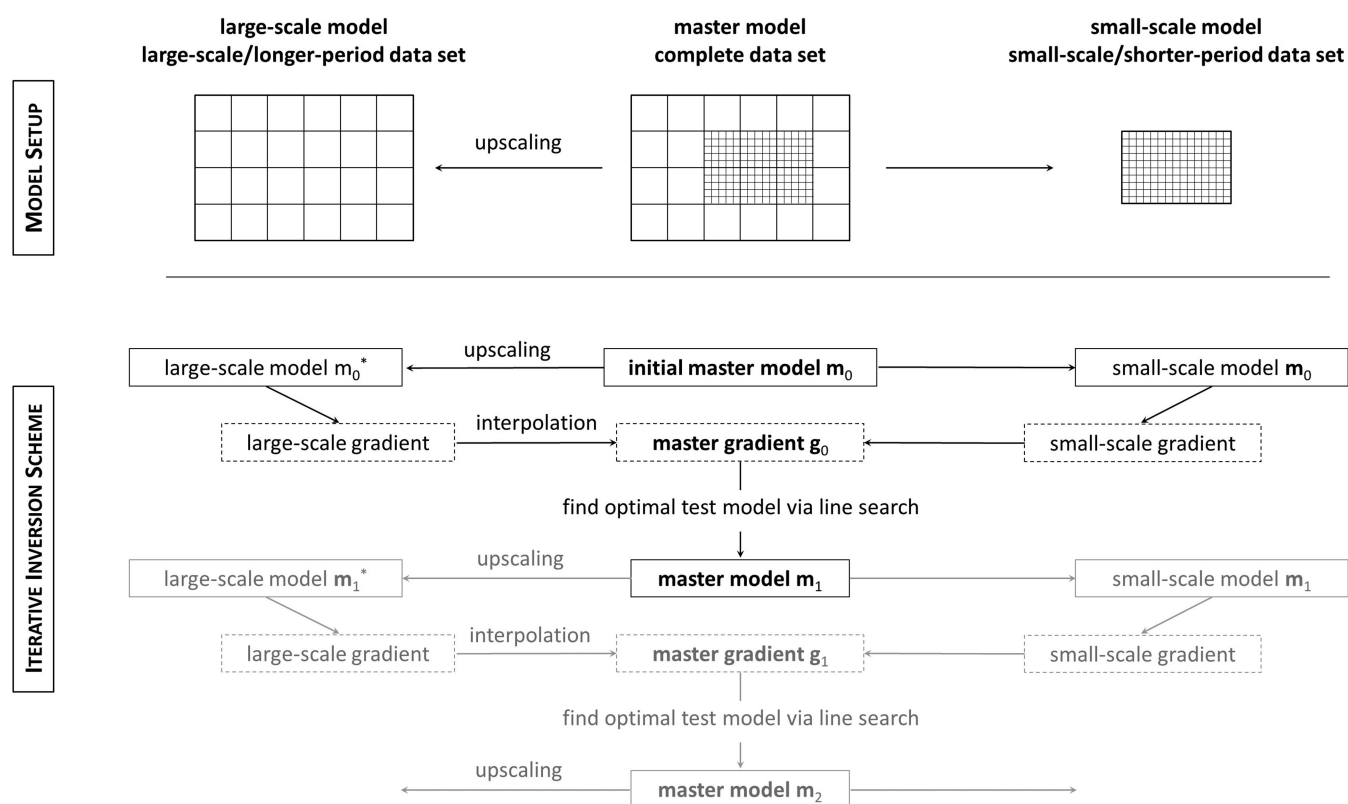 large-scale model
large-scale/longer-period data set
master model
complete data set
small-scale model
small-scale/shorter-period data set
MODEL SETUP
upscaling
ITERATIVE INVERSION SCHEME
large-scale model m0*
upscaling
initial master model m0
small-scale model m0
large-scale gradient
interpolation
master gradient g0
small-scale gradient
find optimal test model via line search
large-scale model m1*
upscaling
master model m1
small-scale model m1
large-scale gradient
interpolation
master gradient g1
small-scale gradient
find optimal test model via line search
upscaling
master model m2